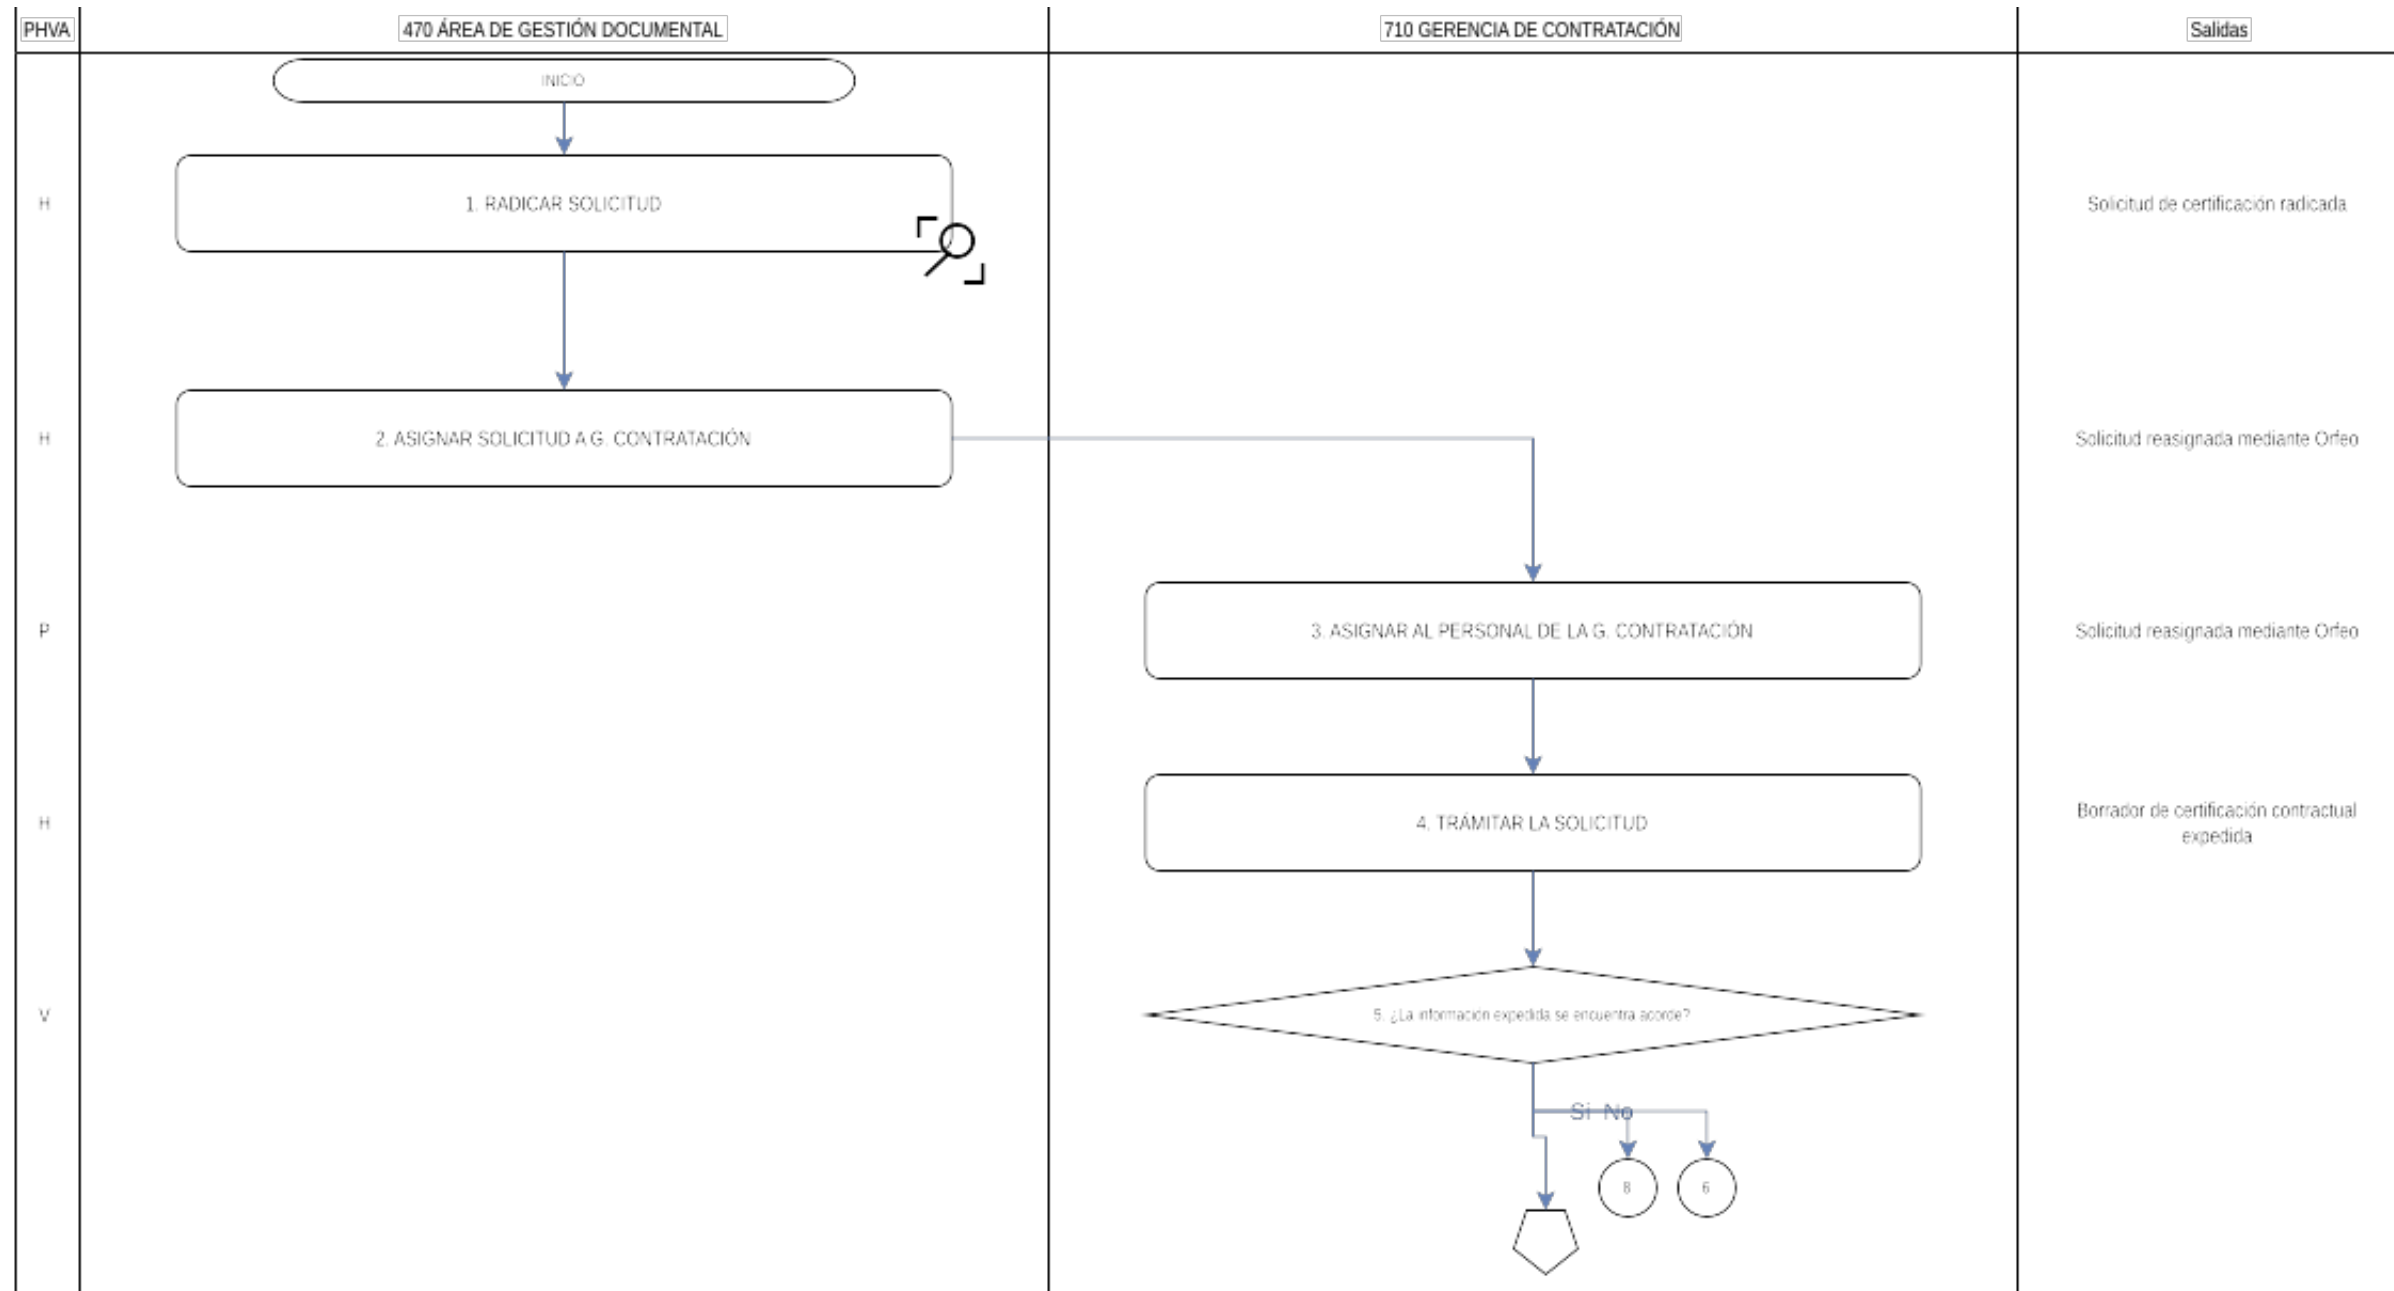 PHVA
470 ÁREA DE GESTIÓN DOCUMENTAL
710 GERENCIA DE CONTRATACIÓN
Salidas
INICIO
H
1. RADICAR SOLICITUD
Solicitud de certificación radicada
H
2. ASIGNAR SOLICITUD A G. CONTRATACIÓN
Solicitud reasignada mediante Orfeo
P
3. ASIGNAR AL PERSONAL DE LA G. CONTRATACIÓN
Solicitud reasignada mediante Orfeo
H
4. TRÁMITAR LA SOLICITUD
Borrador de certificación contractual
expedida
V
5. ¿La información expedida se encuentra acorde?
Si No
8
6